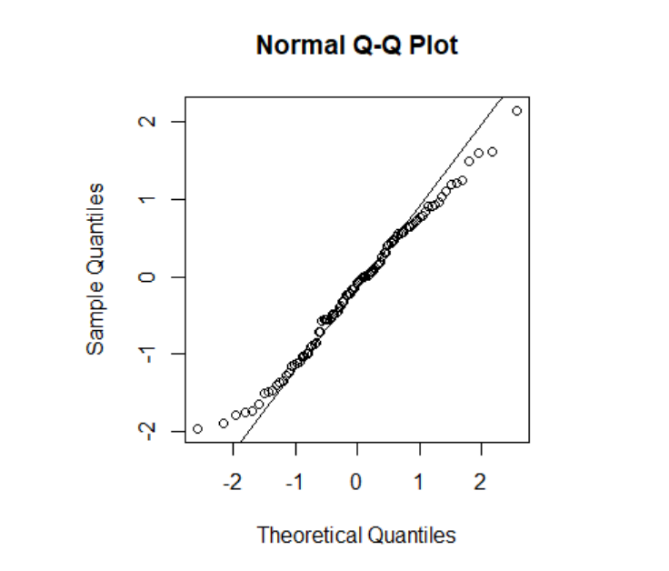 Normal Q-Q Plot
2
1
0
-1
-2
Sample Quantiles
-2 -1 0 1 2
Theoretical Quantiles